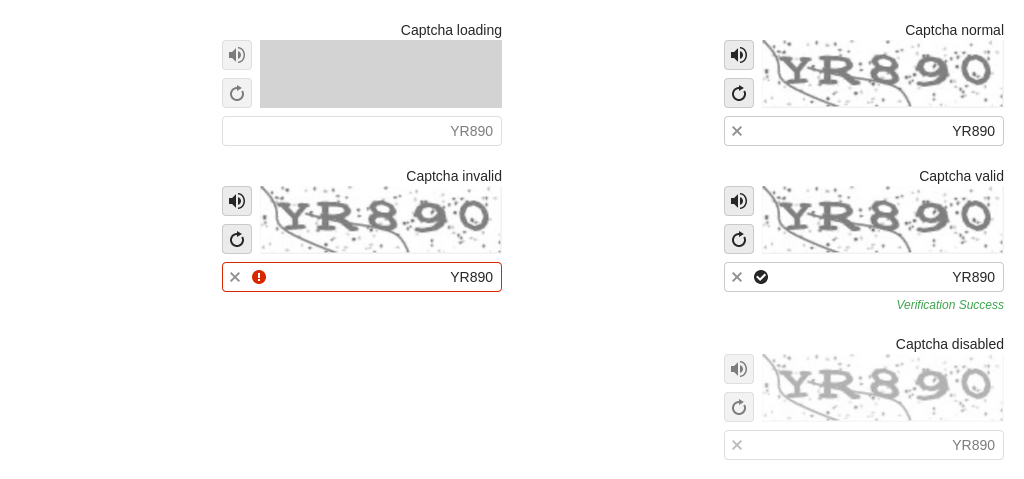 Captcha loading
YR890
Captcha normal
YR890
YR890
Captcha invalid
YR890
YR890
Captcha valid
YR890
YR890
Verification Success
Captcha disabled
YR890
YR890